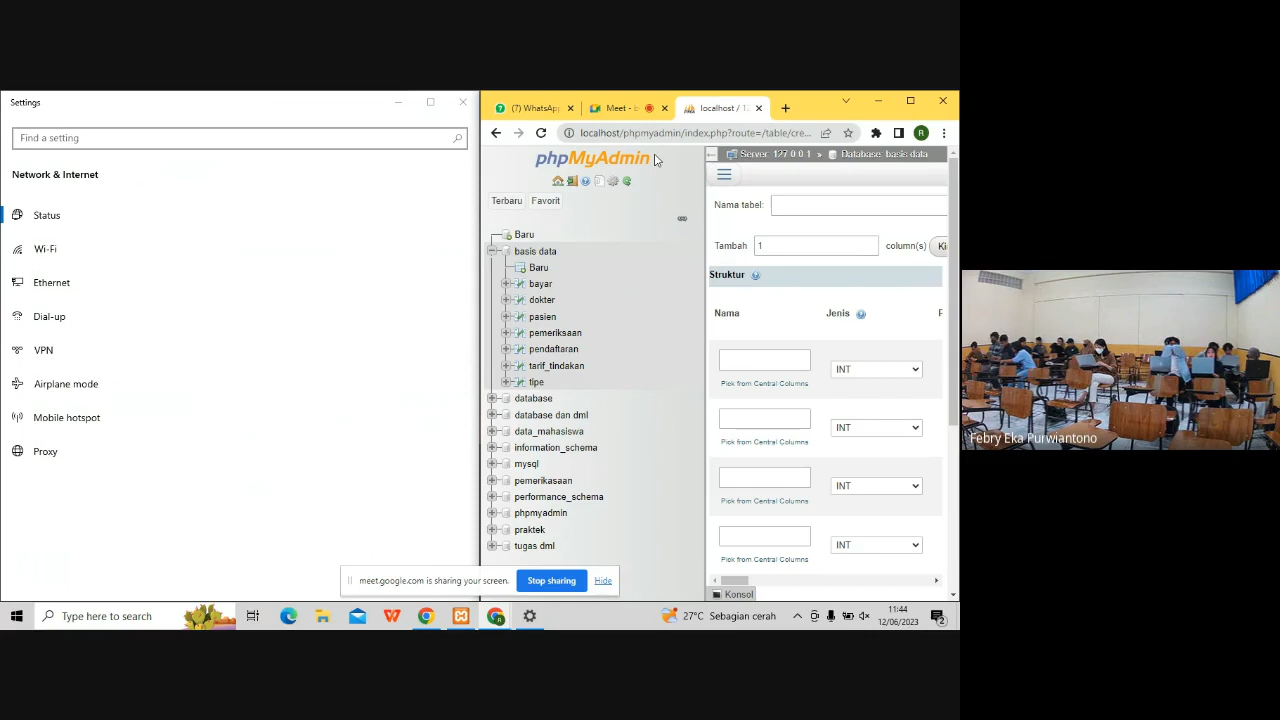 Settings
Find a setting
Network & Internet
Status
Wi-Fi
Ethernet
Dial-up
VPN
Airplane mode
Mobile hotspot
Proxy
(7) WhatsApp
Meet - b
localhost / 12
localhost/phpmyadmin/index.php?route=/table/cre...
R
phpMyAdmin
Terbaru Favorit
Baru
basis data
Baru
bayar
dokter
pasien
pemeriksaan
pendaftaran
tarif_tindakan
tipe
database
database dan dml
data_mahasiswa
information_schema
mysql
pemerikasaan
performance_schema
phpmyadmin
praktek
tugas dml
Server: 127.0.0.1 » Database: basis data
Nama tabel:
Tambah 1 column(s) Ki
Struktur
Nama Jenis
INT
Pick from Central Columns
INT
Pick from Central Columns
INT
Pick from Central Columns
INT
Pick from Central Columns
Konsol
meet.google.com is sharing your screen. Stop sharing Hide
Type here to search
27°C Sebagian cerah
11:44
12/06/2023
2
Febry Eka Purwiantono